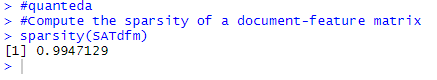 > #quanteda
> #Compute the sparsity of a document-feature matrix
> sparsity(SATdfm)
[1] 0.9947129
>